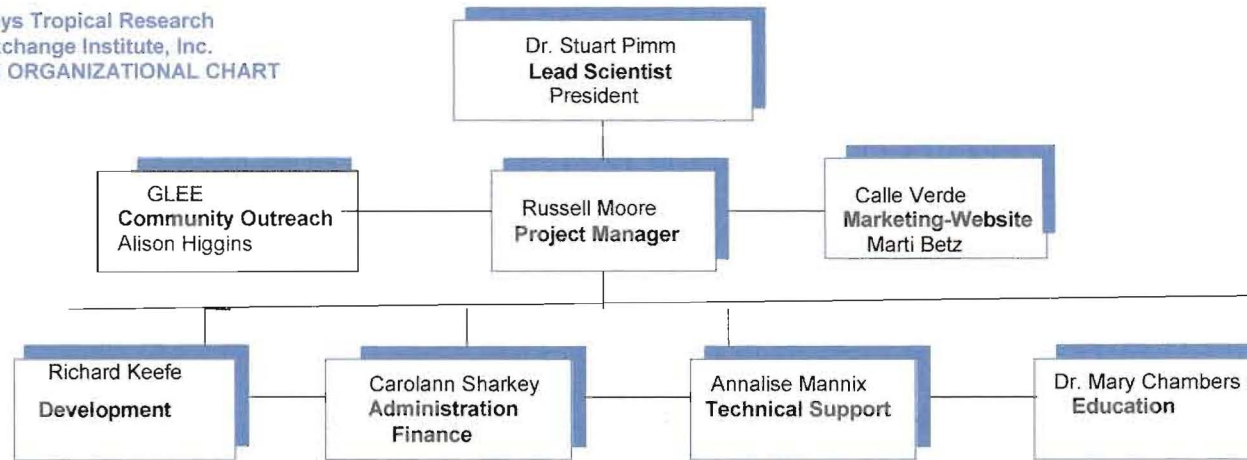 ys Tropical Research
change Institute, Inc.
ORGANIZATIONAL CHART
Dr. Stuart Pimm
Lead Scientist
President
GLEE
Community Outreach
Alison Higgins
Russell Moore
Project Manager
Calle Verde
Marketing-Website
Marti Betz
Richard Keefe
Development
Carolann Sharkey
Administration
Finance
Annalise Mannix
Technical Support
Dr. Mary Chambers
Education